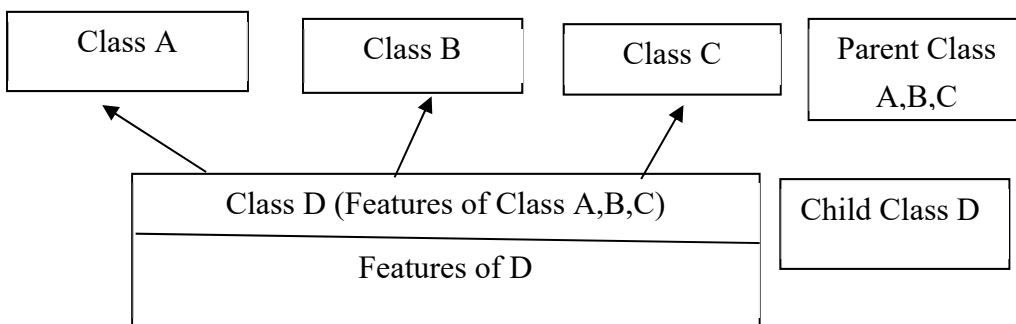 Class A
Class B
Class C
Parent Class
A,B,C
Class D (Features of Class A,B,C)
Features of D
Child Class D